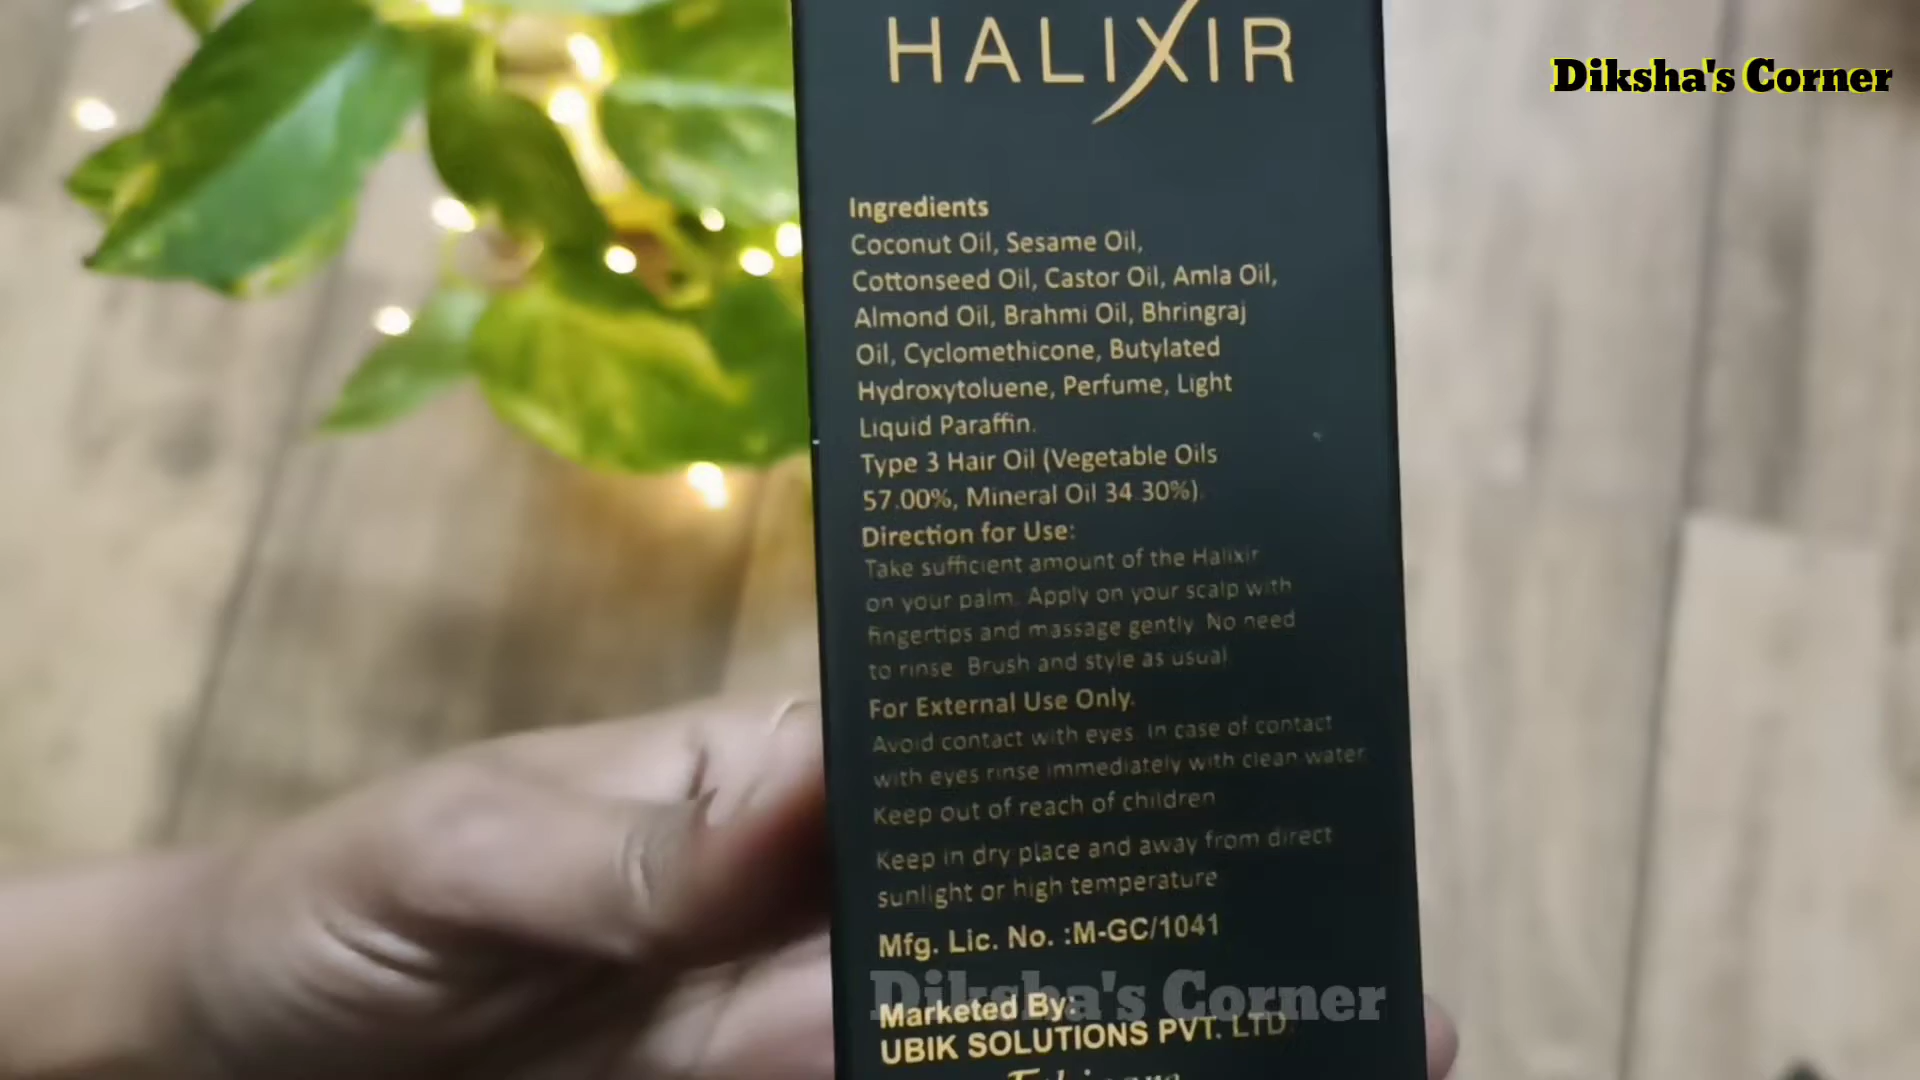 HALIXIR
Diksha's Corner
Ingredients
Coconut Oil, Sesame Oil,
Cottonseed Oil, Castor Oil, Amla Oil,
Almond Oil, Brahmi Oil, Bhringraj
Oil, Cyclomethicone, Butylated
Hydroxytoluene, Perfume, Light
Liquid Paraffin.
Type 3 Hair Oil (Vegetable Oils
57.00%, Mineral Oil 34.30%)
Direction for Use:
Take sufficient amount of the Halixir
on your palm. Apply on your scalp with
fingertips and massage gently. No need
to rinse. Brush and style as usual
For External Use Only.
Avoid contact with eyes. In case of contact
with eyes rinse immediately with clean water
Keep out of reach of children
Keep in dry place and away from direct
sunlight or high temperature
Mfg. Lic. No. :M-GC/1041
Diksha's Corner
Marketed By:
UBIK SOLUTIONS PVT. LTD.